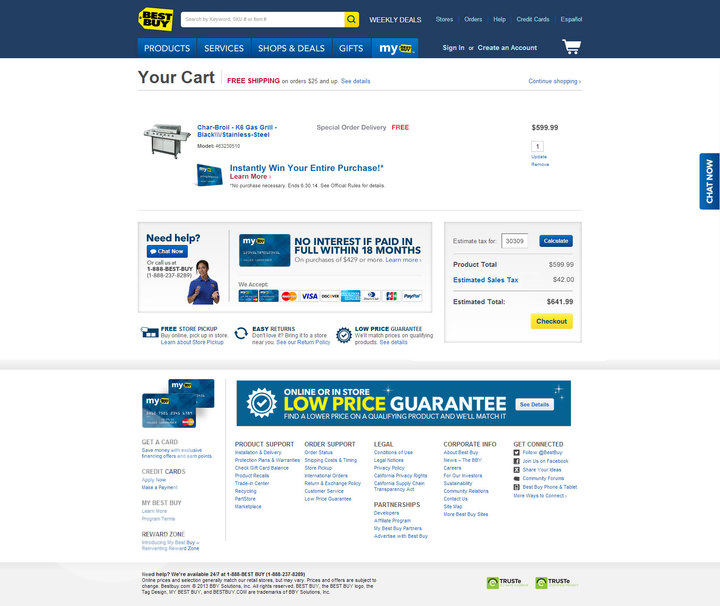 BEST BUY
Search by keyword, SKU # or item #
WEEKLY DEALS
Stores
Orders
Help
Credit Cards
Español
PRODUCTS
SERVICES
SHOPS & DEALS
GIFTS
my BEST BUY
Sign In or Create an Account
Your Cart
FREE SHIPPING on orders $25 and up. See details
Continue shopping ›
Char-Broil - K6 Gas Grill -
Black\\\\/Stainless-Steel
Model: 463230510
Special Order Delivery FREE
$599.99
1
Update
Remove
Instantly Win Your Entire Purchase!*
Learn More ›
*No purchase necessary. Ends 8.30.14. See Official Rules for details.
CHAT NOW
Need help?
Chat Now
Or call us at
1-888-BEST-BUY
(1-888-237-8289)
my BEST BUY
NO INTEREST IF PAID IN
FULL WITHIN 18 MONTHS
On purchases of $429 or more. Learn more ›
We Accept:
VISA
DISCOVER
PayPal
Estimate tax for: 30309 Calculate
Product Total $599.99
Estimated Sales Tax $42.00
Estimated Total: $641.99
Checkout
FREE STORE PICKUP
Buy online, pick up in store.
Learn about Store Pickup
EASY RETURNS
Don't love it? Bring it to a store
near you. See our Return Policy
LOW PRICE GUARANTEE
We'll match prices on qualifying
products. See details
my BEST BUY
my BEST BUY
ONLINE OR IN STORE
LOW PRICE GUARANTEE
FIND A LOWER PRICE ON A QUALIFYING PRODUCT AND WE'LL MATCH IT
See Details
GET A CARD
Save money with exclusive
financing offers and earn points
CREDIT CARDS
Apply Now
Make a Payment
MY BEST BUY
Learn More
Program Terms
REWARD ZONE
Introducing My Best Buy –
Reinventing Reward Zone
PRODUCT SUPPORT
Installation & Delivery
Protection Plans & Warranties
Check Gift Card Balance
Product Recalls
Trade-in Center
Recycling
PartStore
Marketplace
ORDER SUPPORT
Order Status
Shipping Costs & Timing
Store Pickup
International Orders
Return & Exchange Policy
Customer Service
Low Price Guarantee
LEGAL
Conditions of Use
Legal Notices
Privacy Policy
California Privacy Rights
California Supply Chain
Transparency Act
PARTNERSHIPS
Developers
Affiliate Program
My Best Buy Partners
Advertise with Best Buy
CORPORATE INFO
About Best Buy
News – The BBY
Careers
For Our Investors
Sustainability
Community Relations
Contact Us
Site Map
More Best Buy Sites
GET CONNECTED
Follow @BestBuy
Join Us on Facebook
Share Your Ideas
Community Forums
Best Buy Phone & Tablet
More Ways to Connect ›
Need help? We're available 24/7 at 1-888-BEST BUY (1-888-237-8289)
Online prices and selection generally match our retail stores, but may vary. Prices and offers are subject to
change. Bestbuy.com © 2013 BBY Solutions, Inc. All rights reserved. BEST BUY, the BEST BUY logo, the
Tag Design, MY BEST BUY, and BESTBUY.COM are trademarks of BBY Solutions, Inc.
TRUSTe
TRUSTe